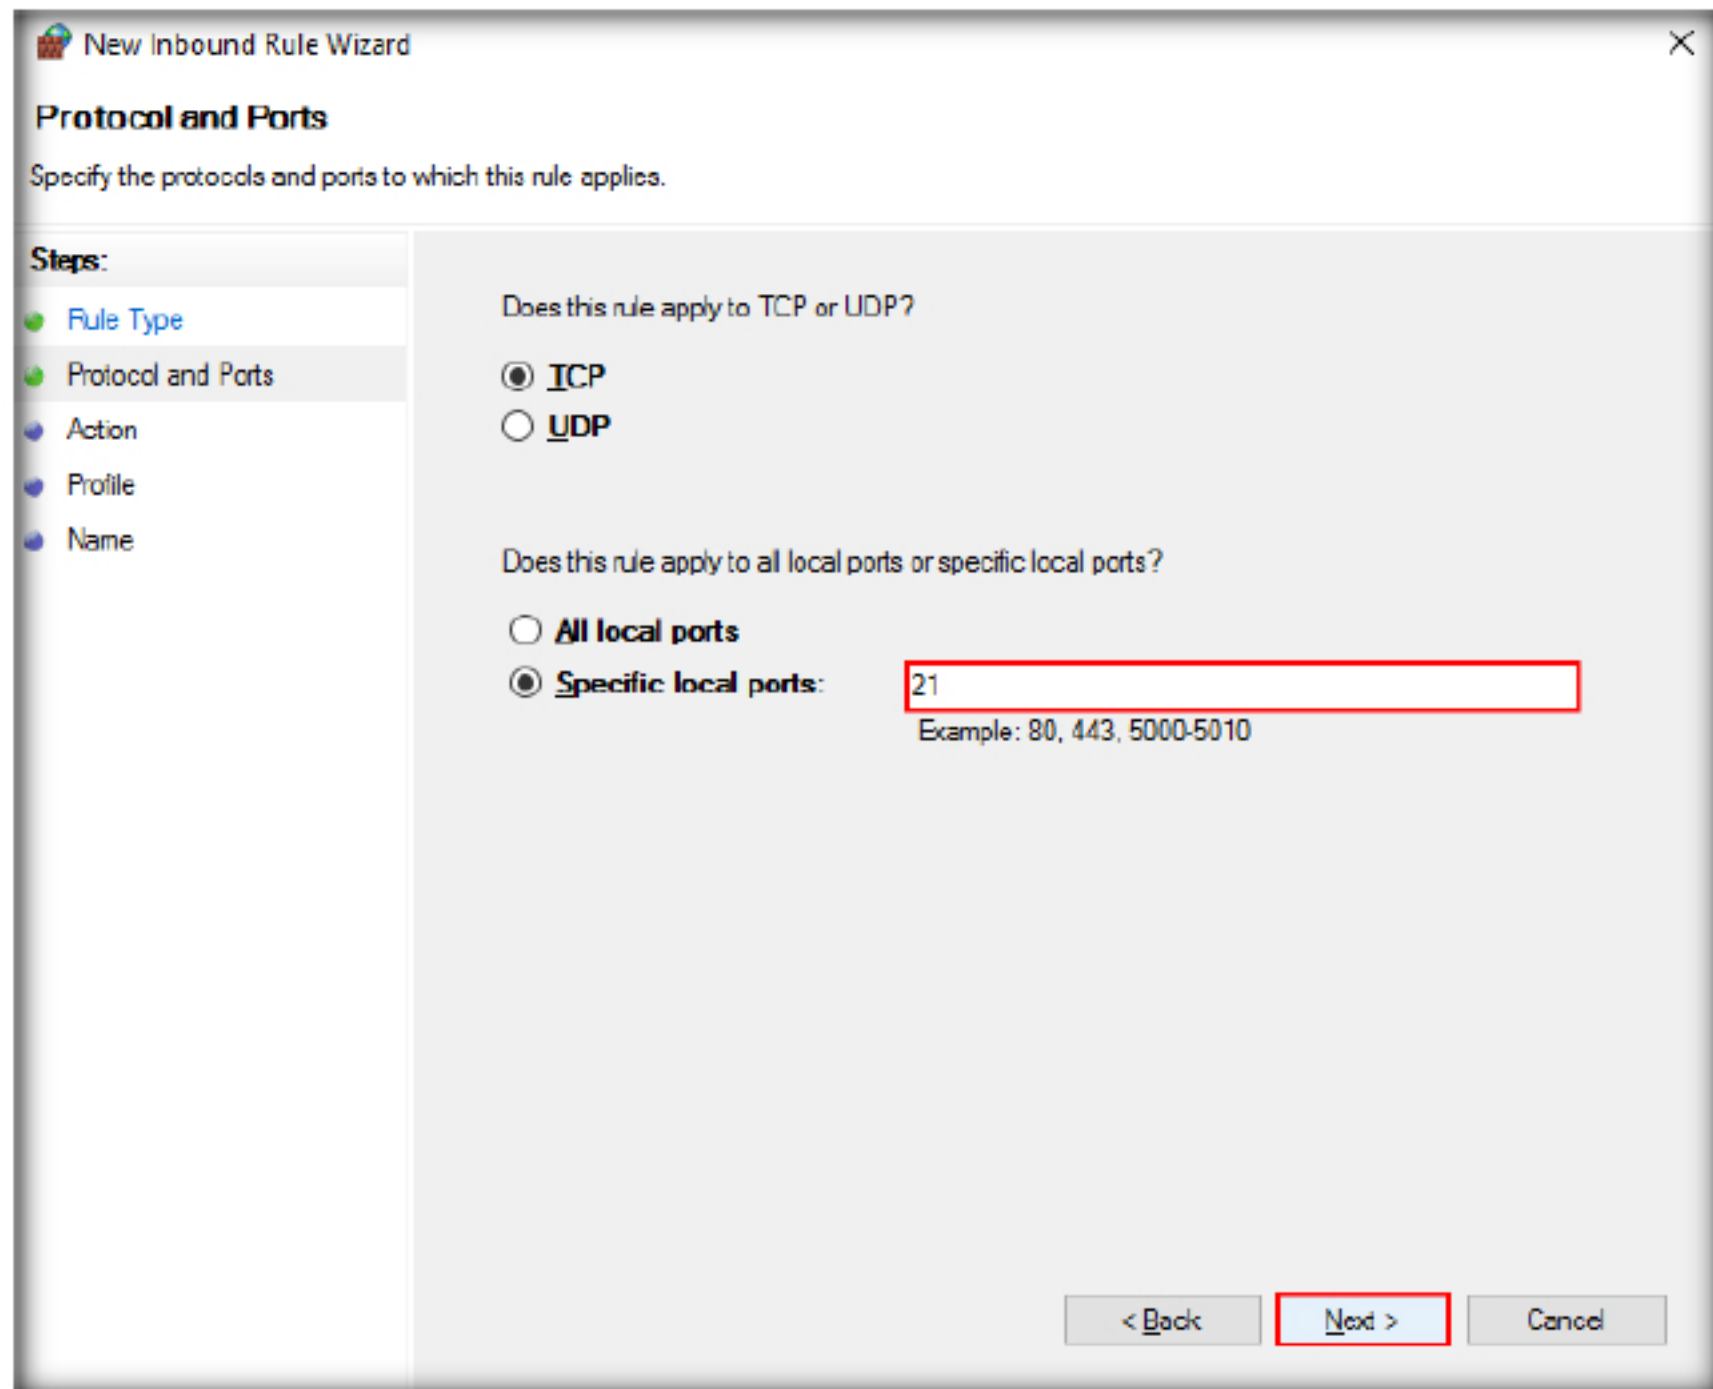 New Inbound Rule Wizard
Protocol and Ports
Specify the protocols and ports to which this rule applies.
Steps:
Rule Type
Protocol and Ports
Action
Profile
Name
Does this rule apply to TCP or UDP?
TCP
UDP
Does this rule apply to all local ports or specific local ports?
All local ports
Specific local ports: 21
Example: 80, 443, 5000-5010
< Back Next > Cancel